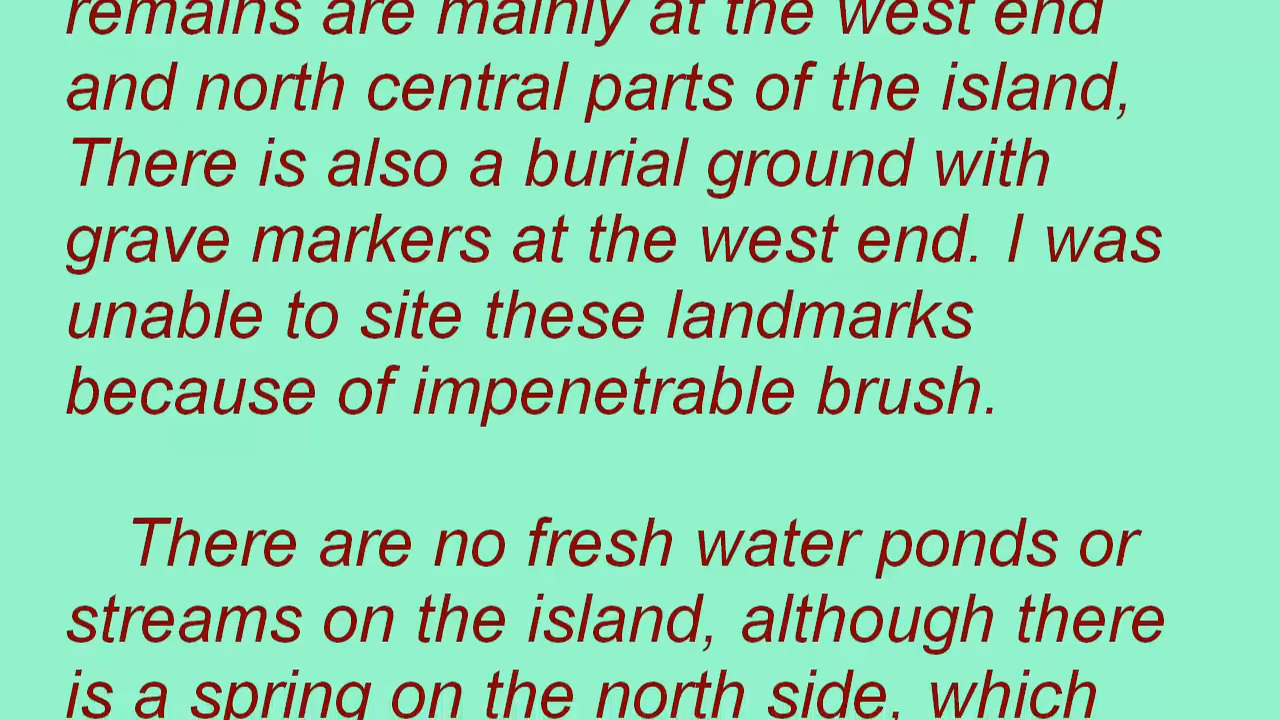 remains are mainly at the west end
and north central parts of the island,
There is also a burial ground with
grave markers at the west end. I was
unable to site these landmarks
because of impenetrable brush.
There are no fresh water ponds or
streams on the island, although there
is a spring on the north side, which